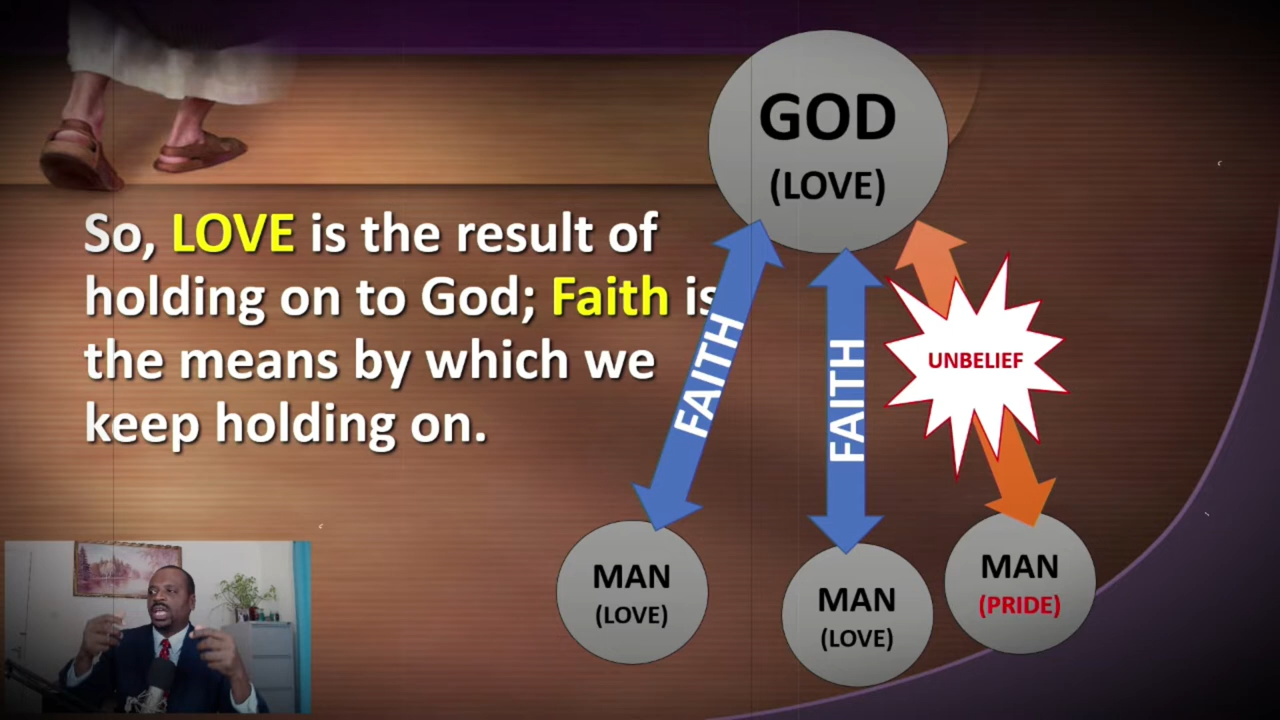 GOD
(LOVE)
So, LOVE is the result of
holding on to God; Faith is
the means by which we
keep holding on.
FAITH
FAITH
UNBELIEF
MAN
(LOVE)
MAN
(LOVE)
MAN
(PRIDE)